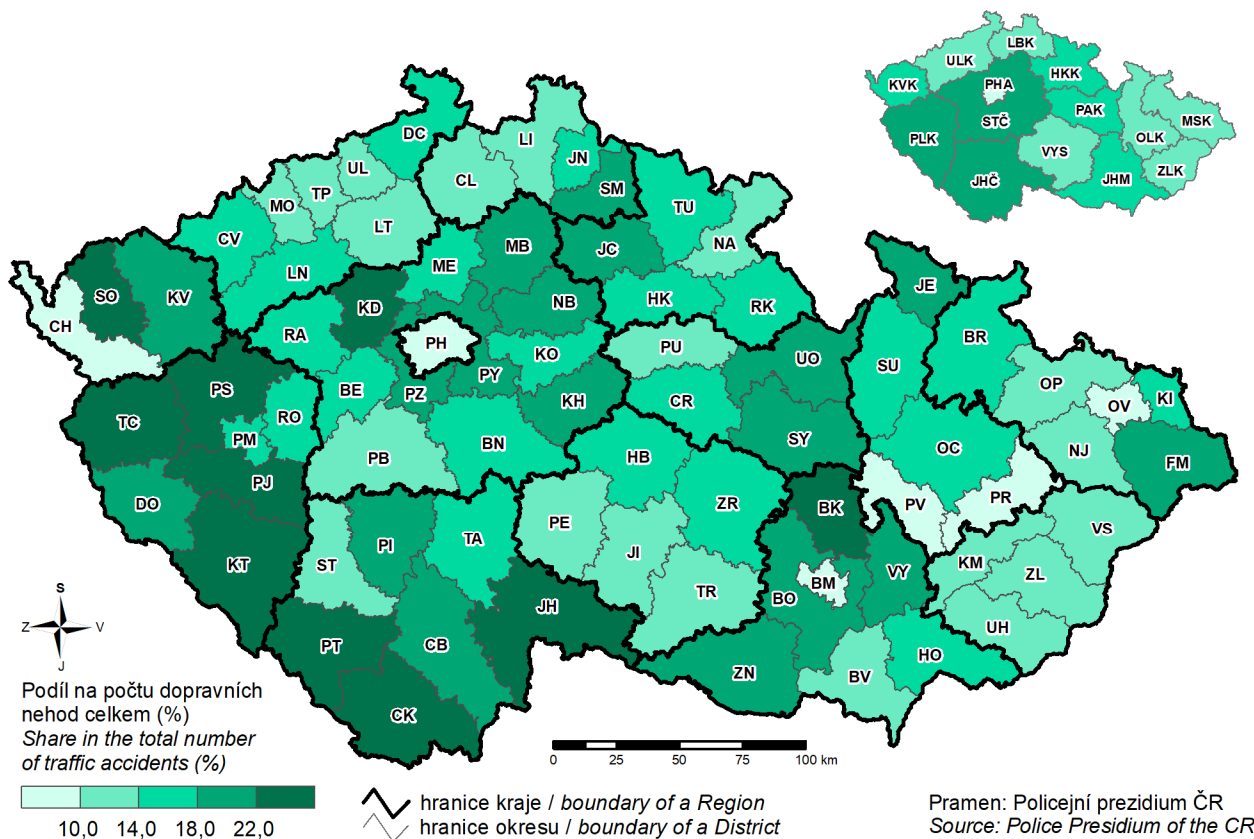 LBK
ULK
HKK
KVK
PHA
PAK
STČ
MSK
PLK
OLK
VYS
ZLK
JHČ
JHM
DC
LI
UL
JN
TP
CL
SM
MO
TU
LT
CV
MB
JC
NA
ME
LN
SO
KV
KD
NB
HK
RK
JE
CH
RA
PH
KO
PU
UO
BR
SU
PS
BE
PZ
PY
OP
OV
KI
TC
RO
KH
CR
PM
BN
SY
OC
PB
HB
NJ
FM
PJ
DO
ZR
PV
PR
BK
PE
VS
PI
TA
JI
KT
ST
KM
ZL
BM
VY
TR
BO
JH
UH
PT
CB
HO
ZN
BV
CK
S
Z V
J
Podíl na počtu dopravních
nehod celkem (%)
Share in the total number
of traffic accidents (%)
10,0 14,0 18,0 22,0
0 25 50 75 100 km
hranice kraje / boundary of a Region
hranice okresu / boundary of a District
Pramen: Policejní prezidium ČR
Source: Police Presidium of the CR